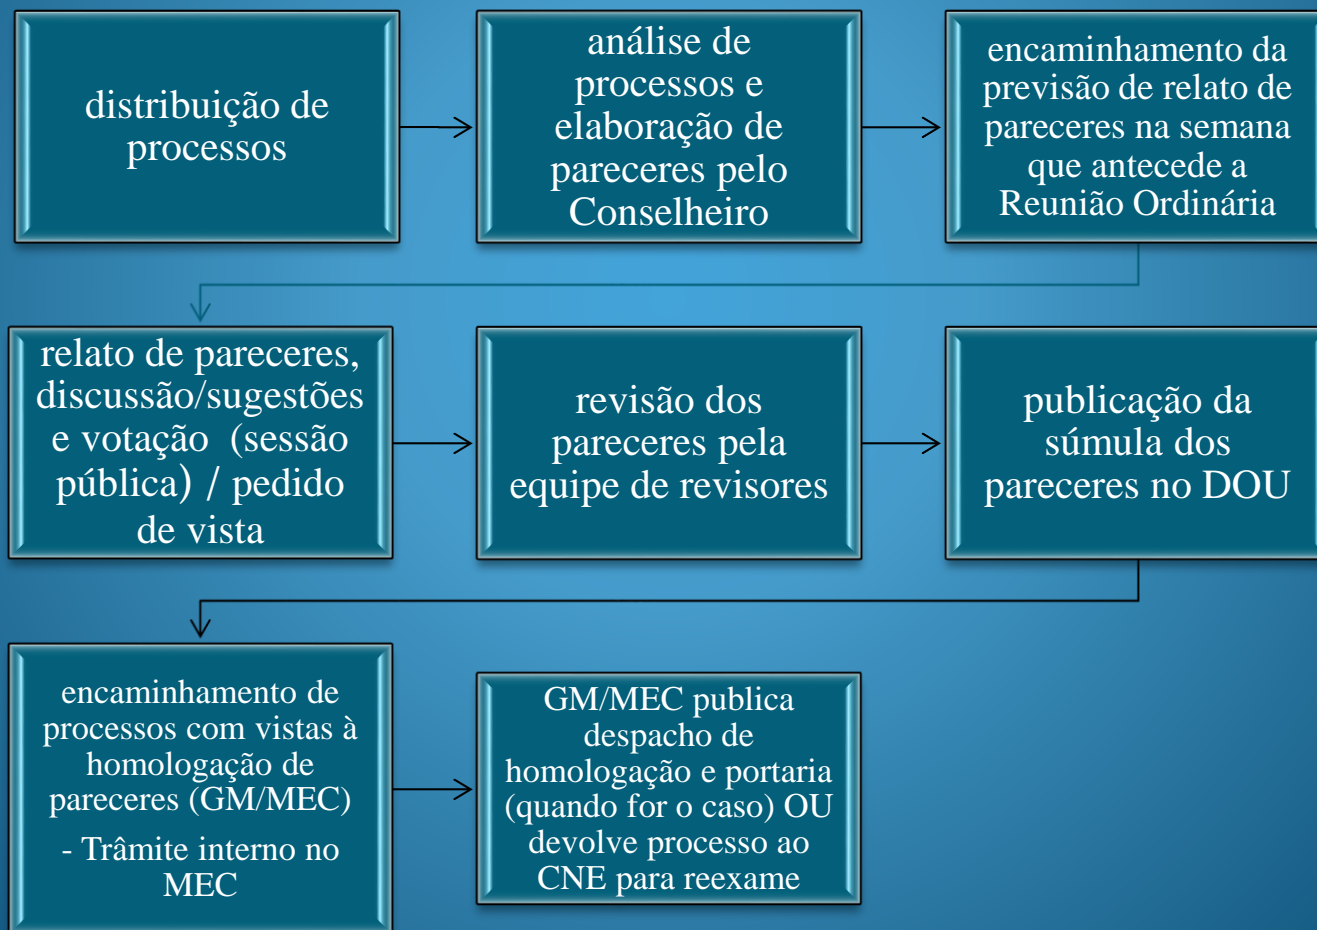 distribuição de
processos
análise de
processos e
elaboração de
pareceres pelo
Conselheiro
encaminhamento da
previsão de relato de
pareceres na semana
que antecede a
Reunião Ordinária
relato de pareceres,
discussão/sugestões
e votação (sessão
pública) / pedido
de vista
revisão dos
pareceres pela
equipe de revisores
publicação da
súmula dos
pareceres no DOU
encaminhamento de
processos com vistas à
homologação de
pareceres (GM/MEC)
- Trâmite interno no
MEC
GM/MEC publica
despacho de
homologação e portaria
(quando for o caso) OU
devolve processo ao
CNE para reexame